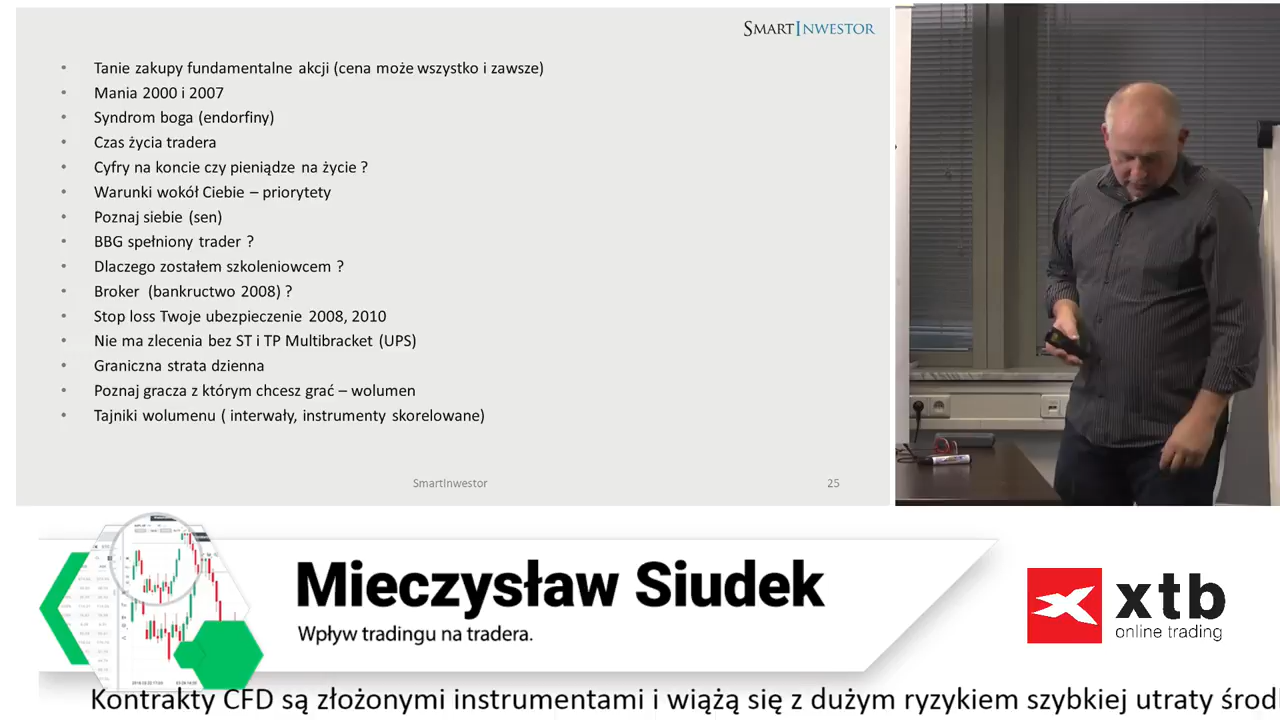 SMARTINWESTOR
• Tanie zakupy fundamentalne akcji (cena może wszystko i zawsze)
• Mania 2000 i 2007
• Syndrom boga (endorfiny)
• Czas życia tradera
• Cyfry na koncie czy pieniądze na życie ?
• Warunki wokół Ciebie – priorytety
• Poznaj siebie (sen)
• BBG spełniony trader ?
• Dlaczego zostałem szkoleniowcem ?
• Broker (bankructwo 2008) ?
• Stop loss Twoje ubezpieczenie 2008, 2010
• Nie ma zlecenia bez ST i TP Multibracket (UPS)
• Graniczna strata dzienna
• Poznaj gracza z którym chcesz grać – wolumen
• Tajniki wolumenu ( interwały, instrumenty skorelowane)
SmartInwestor
25
Mieczysław Siudek
Wpływ tradingu na tradera.
xtb
online trading
Kontrakty CFD są złożonymi instrumentami i wiążą się z dużym ryzykiem szybkiej utraty środ